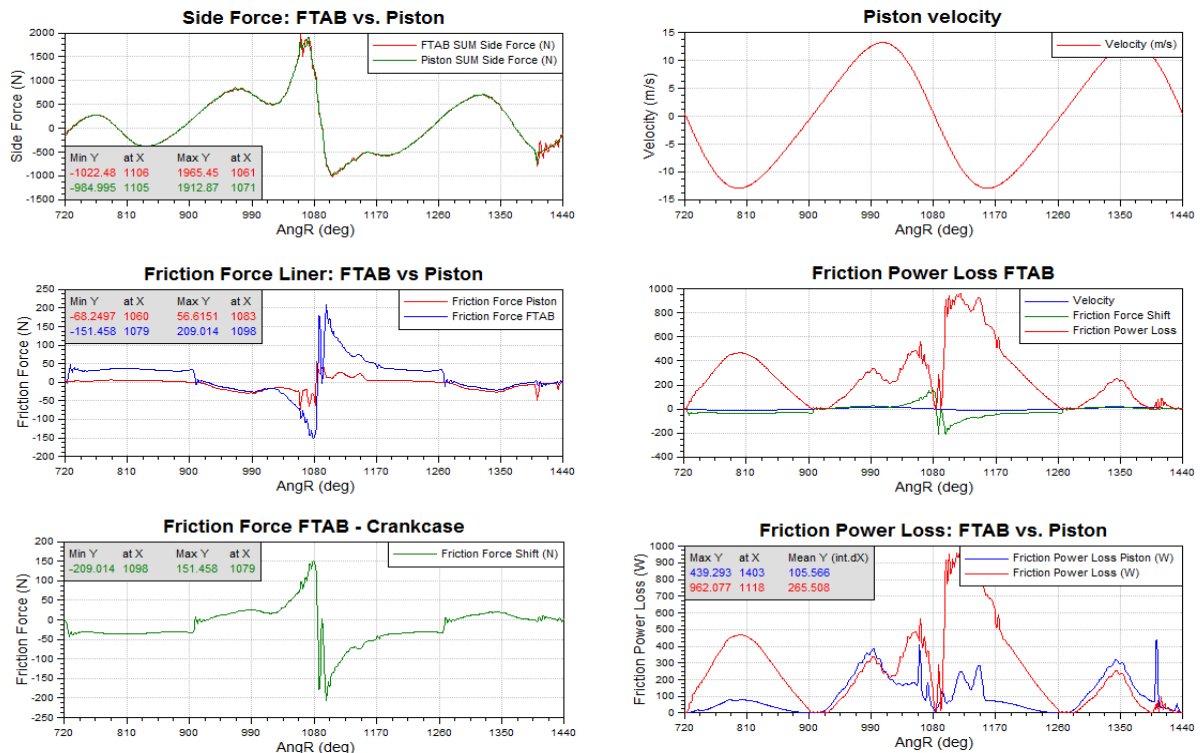 Side Force: FTAB vs. Piston
Side Force (N)
2000
1500
1000
500
0
-500
-1000
-1500
FTAB SUM Side Force (N)
Piston SUM Side Force (N)
Min Y at X Max Y at X
-1022.48 1106 1965.45 1061
-984.995 1105 1912.87 1071
720 810 900 990 1080 1170 1260 1350 1440
AngR (deg)
Piston velocity
Velocity (m/s)
15
10
5
0
-5
-10
-15
Velocity (m/s)
720 810 900 990 1080 1170 1260 1350 1440
AngR (deg)
Friction Force Liner: FTAB vs Piston
Friction Force (N)
250
200
150
100
50
0
-50
-100
-150
-200
Min Y at X Max Y at X
-68.2497 1060 56.6151 1083
-151.458 1079 209.014 1098
Friction Force Piston
Friction Force FTAB
720 810 900 990 1080 1170 1260 1350 1440
AngR (deg)
Friction Power Loss FTAB
1000
800
600
400
200
0
-200
-400
Velocity
Friction Force Shift
Friction Power Loss
720 810 900 990 1080 1170 1260 1350 1440
AngR (deg)
Friction Force FTAB - Crankcase
Friction Force (N)
200
150
100
50
0
-50
-100
-150
-200
-250
Min Y at X Max Y at X
-209.014 1098 151.458 1079
Friction Force Shift (N)
720 810 900 990 1080 1170 1260 1350 1440
AngR (deg)
Friction Power Loss: FTAB vs. Piston
Friction Power Loss (W)
1000
900
800
700
600
500
400
300
200
100
0
Max Y at X Mean Y (int.dX)
439.293 1403 105.566
962.077 1118 265.508
Friction Power Loss Piston (W)
Friction Power Loss (W)
720 810 900 990 1080 1170 1260 1350 1440
AngR (deg)